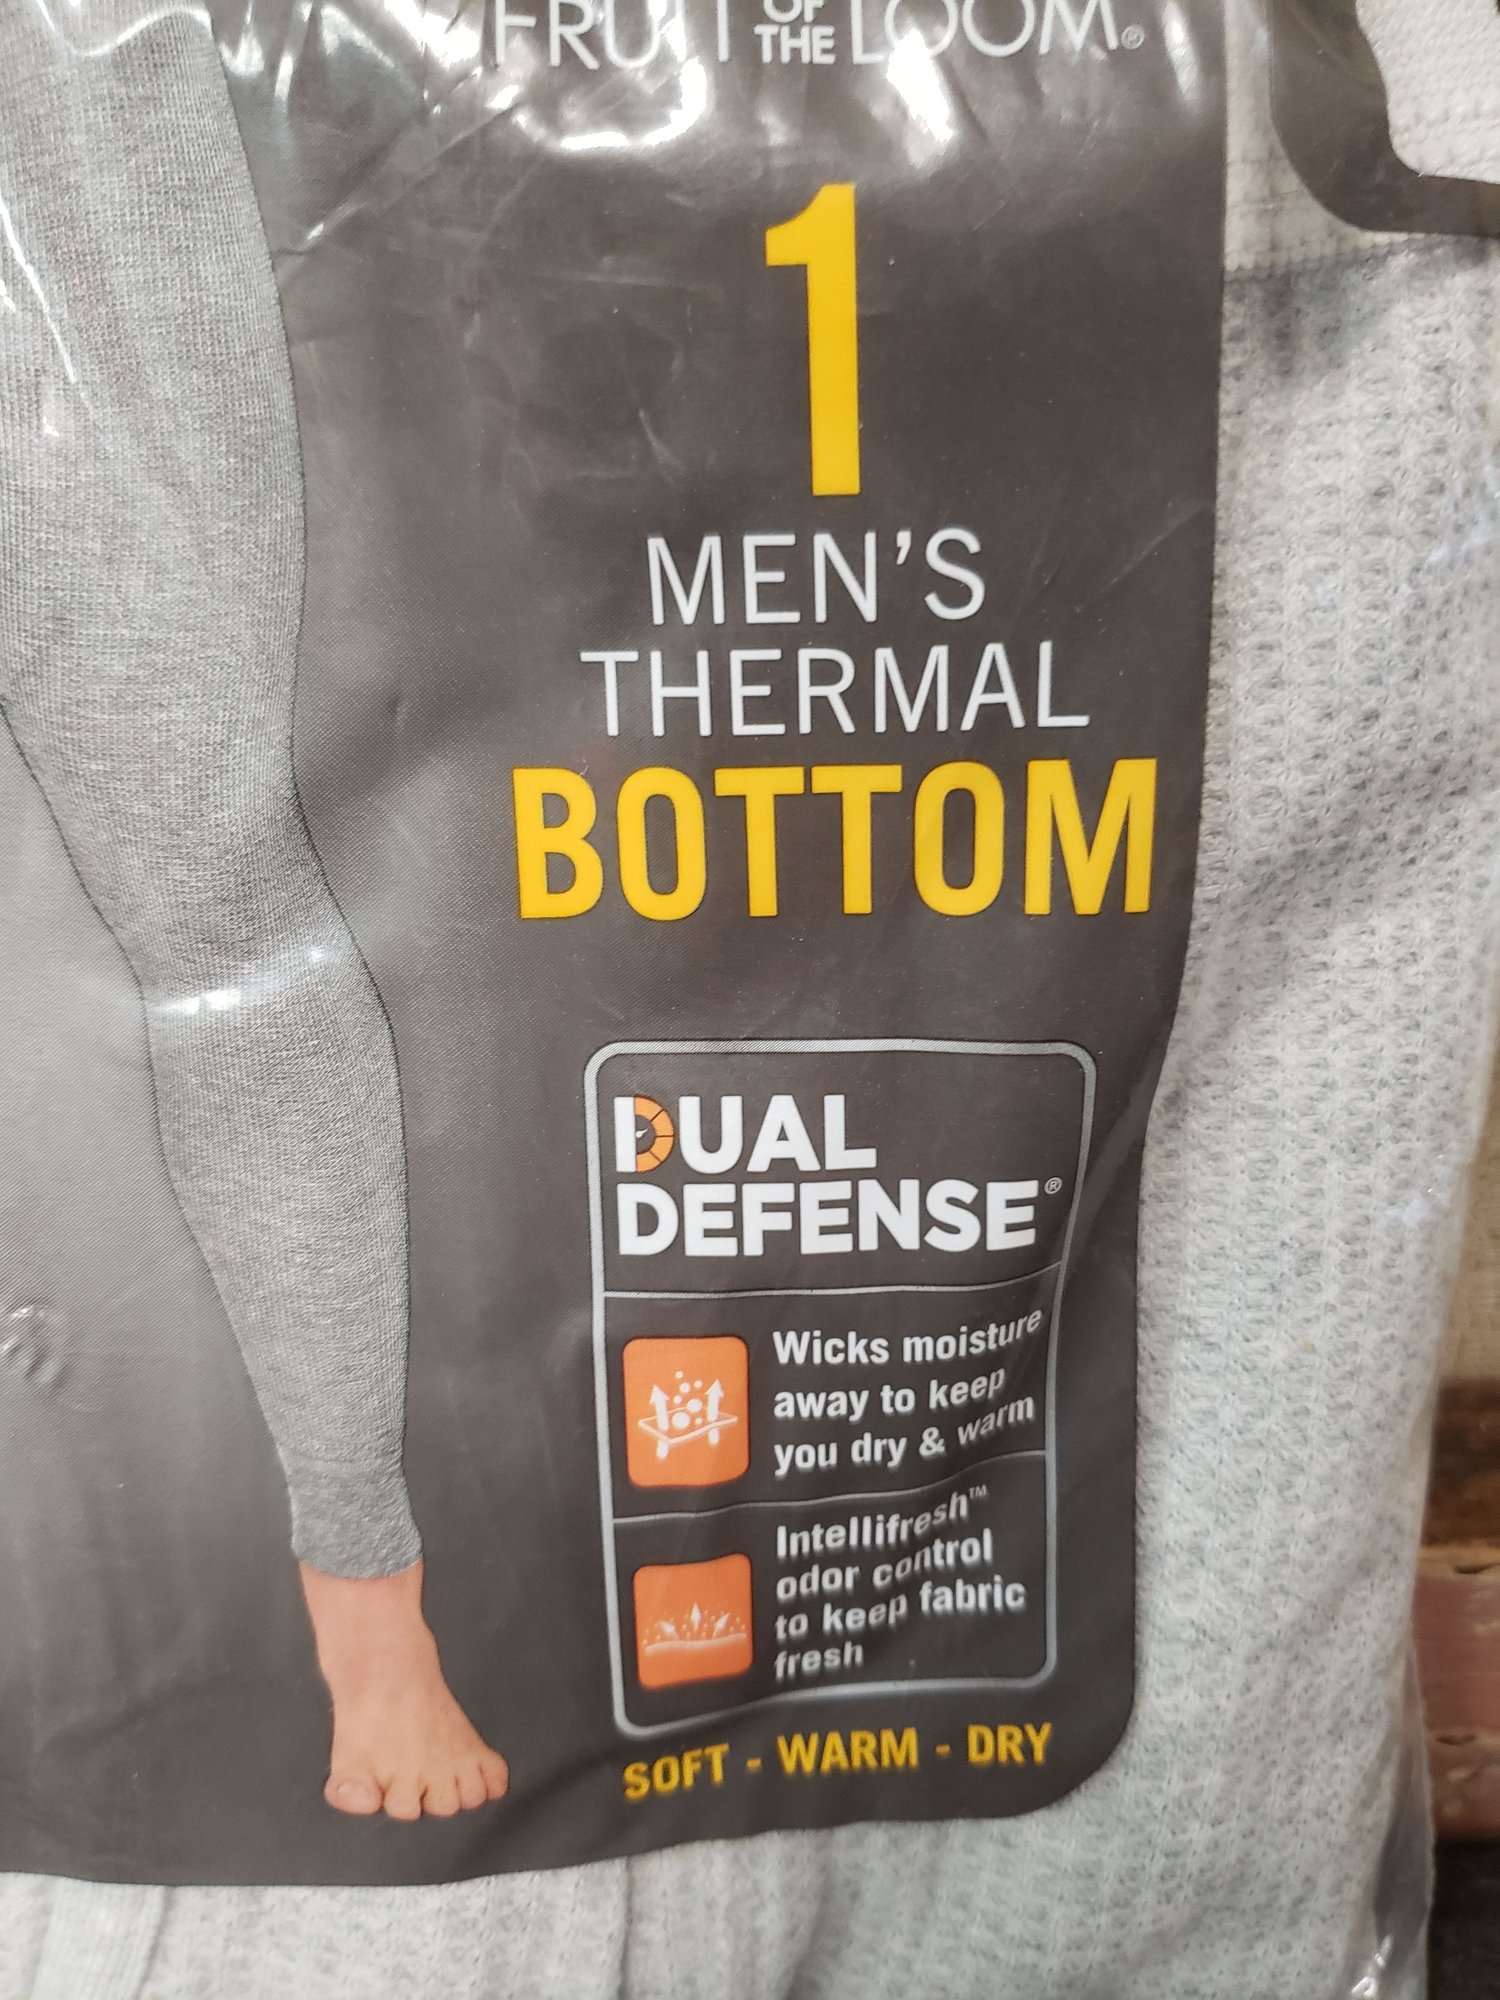 FRUIT OF THE LOOM®
1
MEN'S
THERMAL
BOTTOM
DUAL
DEFENSE®
Wicks moisture
away to keep
you dry & warm
Intellifresh™
odor control
to keep fabric
fresh
SOFT - WARM - DRY